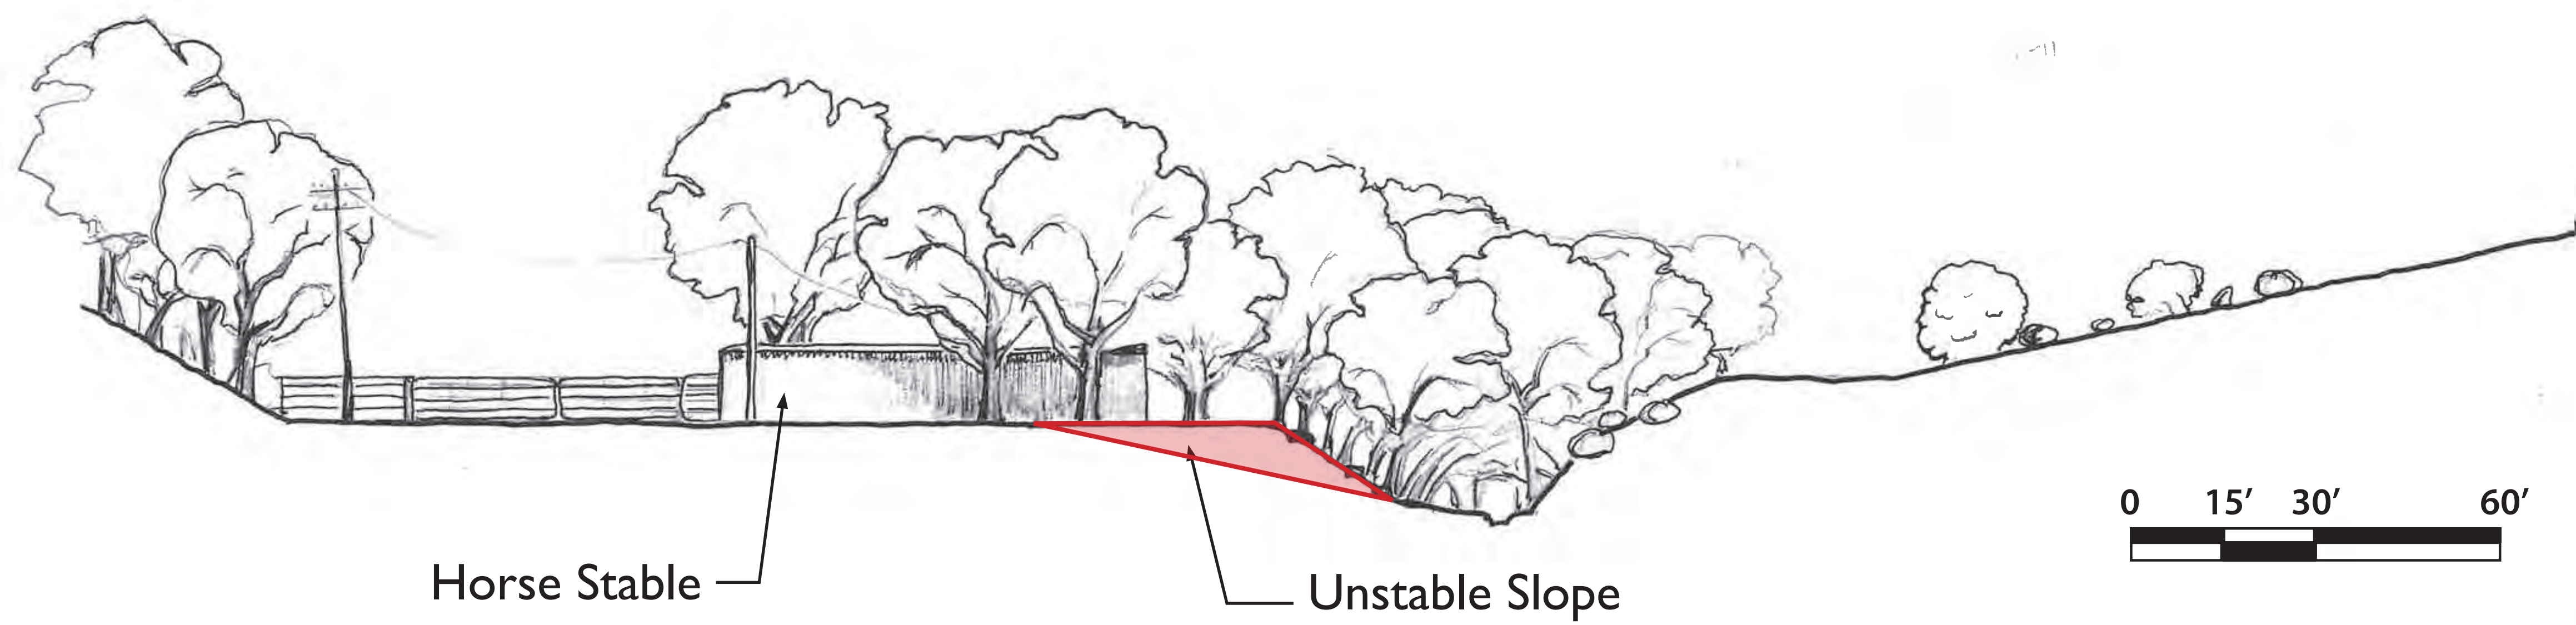 0 15′ 30′ 60′
Horse Stable
Unstable Slope